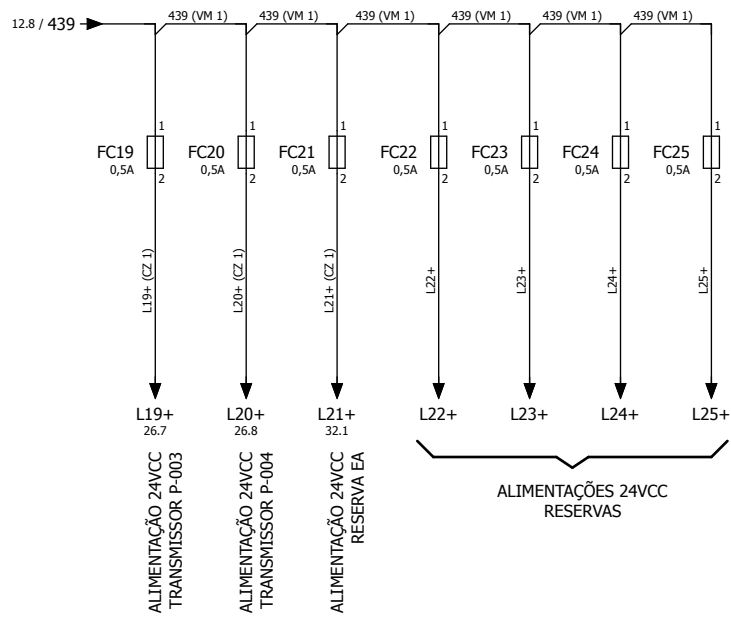 12.8 / 439
439 (VM 1)
439 (VM 1)
439 (VM 1)
439 (VM 1)
439 (VM 1)
439 (VM 1)
1
1
1
1
1
1
1
FC19
FC20
FC21
FC22
FC23
FC24
FC25
0,5A
0,5A
0,5A
0,5A
0,5A
0,5A
0,5A
2
2
2
2
2
2
2
L19+ (CZ 1)
L20+ (CZ 1)
L21+ (CZ 1)
L22+
L23+
L24+
L25+
L19+
L20+
L21+
L22+
L23+
L24+
L25+
26.7
26.8
32.1
ALIMENTAÇÃO 24VCC
TRANSMISSOR P-003
ALIMENTAÇÃO 24VCC
TRANSMISSOR P-004
ALIMENTAÇÃO 24VCC
RESERVA EA
ALIMENTAÇÕES 24VCC
RESERVAS